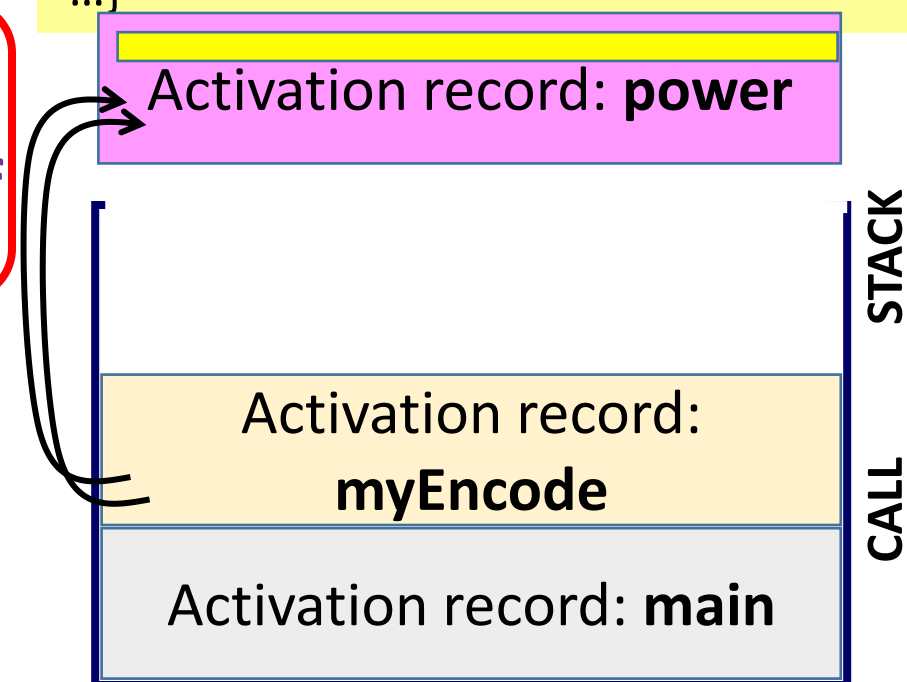 ...}
Activation record: power
STACK
Activation record:
myEncode
CALL
Activation record: main